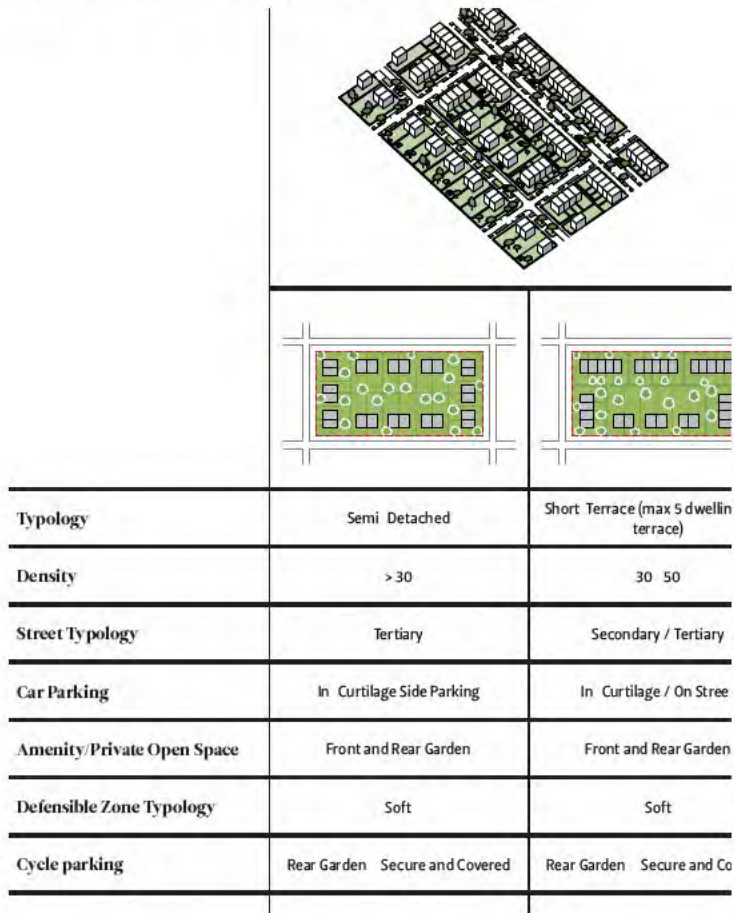 Typology
Semi Detached
Short Terrace (max 5 dwellin
terrace)
Density
> 30
30 50
Street Typology
Tertiary
Secondary / Tertiary
Car Parking
In Curtilage Side Parking
In Curtilage / On Stree
Amenity/Private Open Space
Front and Rear Garden
Front and Rear Garden
Defensible Zone Typology
Soft
Soft
Cycle parking
Rear Garden Secure and Covered
Rear Garden Secure and Co